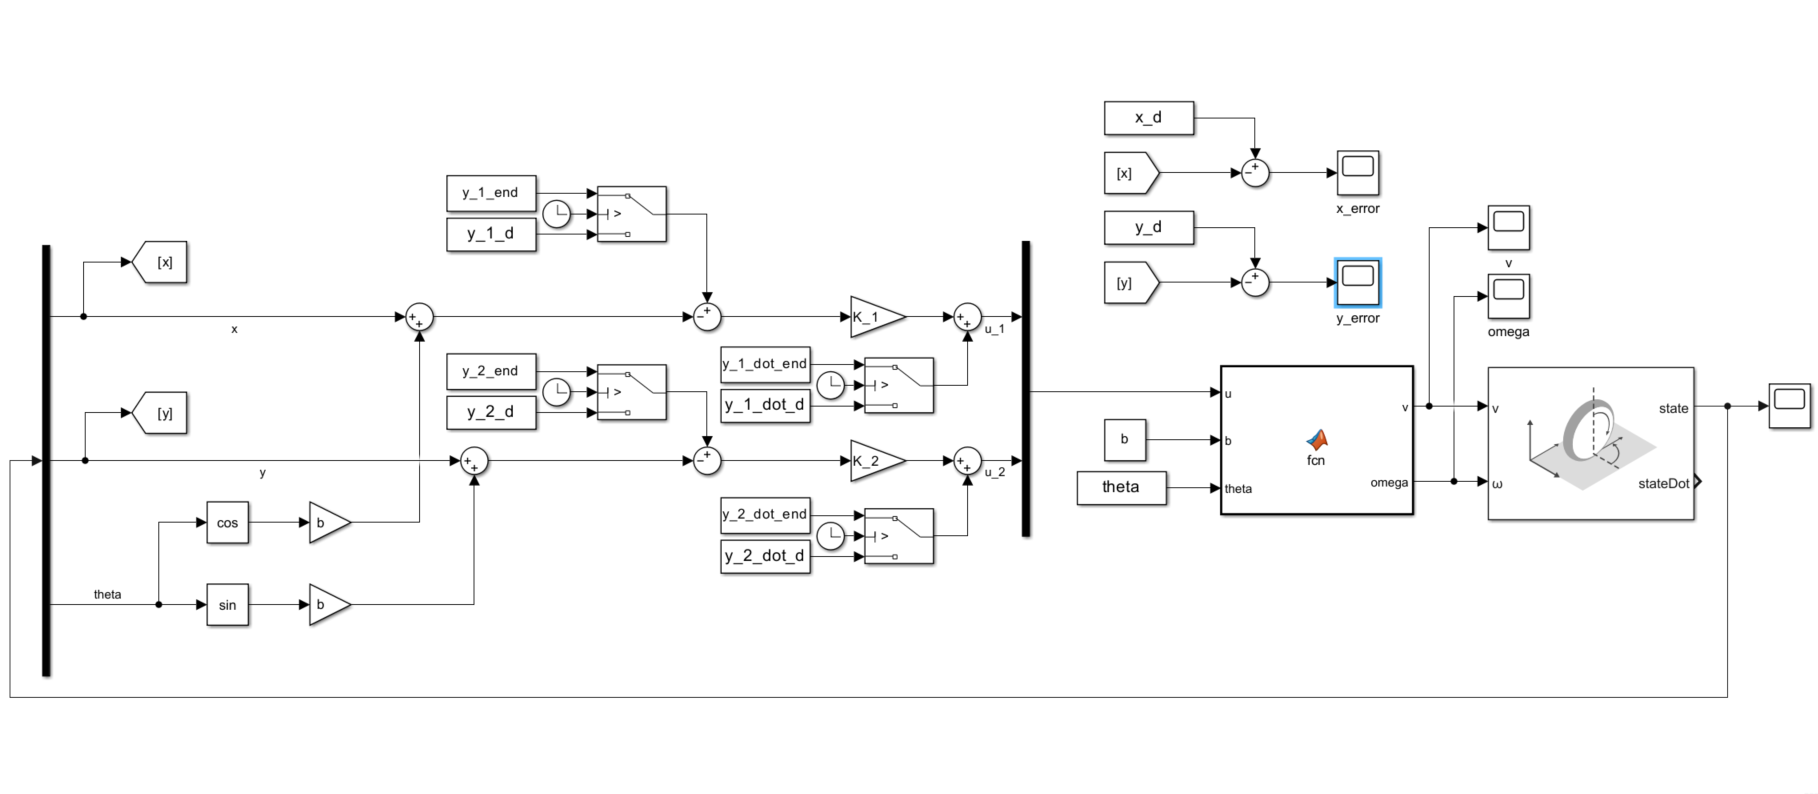 x_d
[x]
x_error
y_d
[y]
y_error
v
omega
y_1_end
>
y_1_d
[x]
x
K_1
u_1
y_1_dot_end
>
y_1_dot_d
y_2_end
>
y_2_d
[y]
y
K_2
u_2
y_2_dot_end
>
y_2_dot_d
cos
b
theta
sin
b
u
b
b
theta
theta
fcn
v
omega
v
ω
state
stateDot